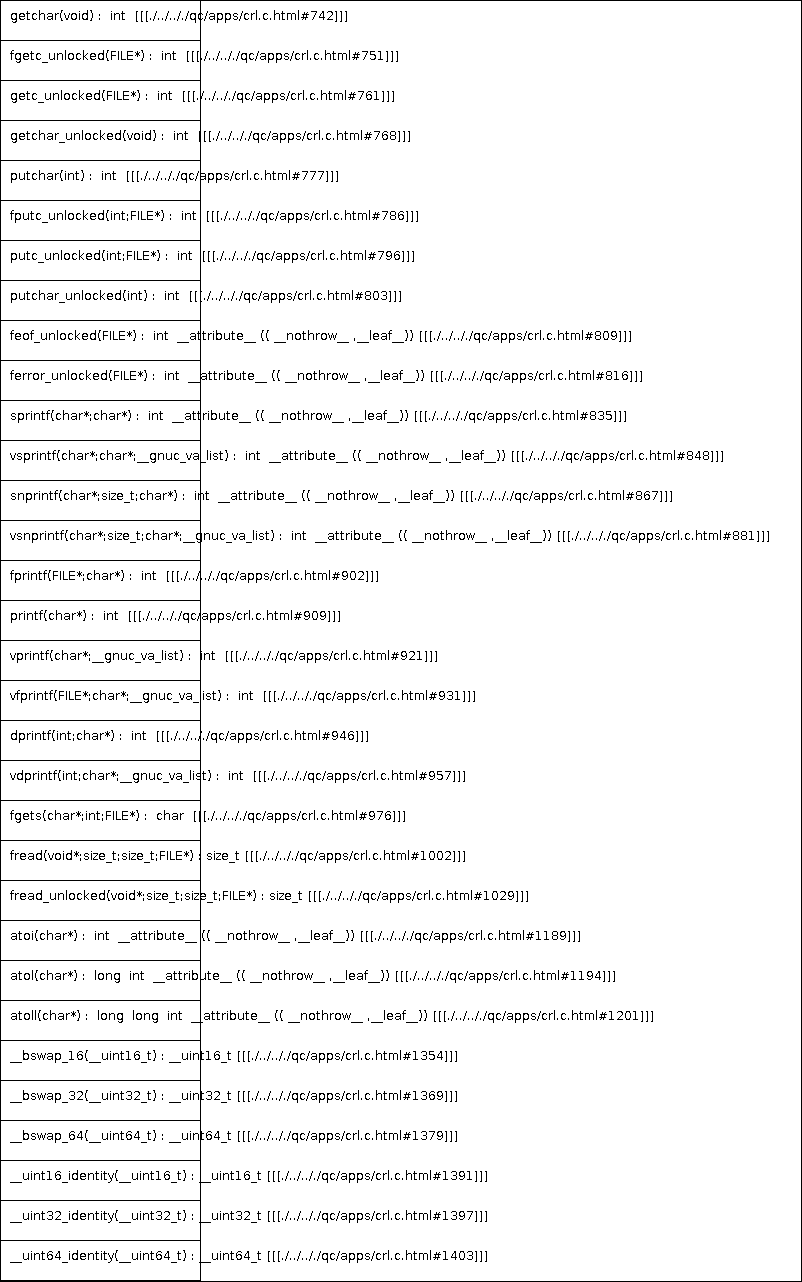 getchar(void) : int [[[./../././qc/apps/crl.c.html#742]]]
fgetc_unlocked(FILE*) : int [[[./../././qc/apps/crl.c.html#751]]]
getc_unlocked(FILE*) : int [[[./../././qc/apps/crl.c.html#761]]]
getchar_unlocked(void) : int [[[./../././qc/apps/crl.c.html#768]]]
putchar(int) : int [[[./../././qc/apps/crl.c.html#777]]]
fputc_unlocked(int;FILE*) : int [[[./../././qc/apps/crl.c.html#786]]]
putc_unlocked(int;FILE*) : int [[[./../././qc/apps/crl.c.html#796]]]
putchar_unlocked(int) : int [[[./../././qc/apps/crl.c.html#803]]]
feof_unlocked(FILE*) : int __attribute__ (( __nothrow__ ,__leaf__)) [[[./../././qc/apps/crl.c.html#809]]]
ferror_unlocked(FILE*) : int __attribute__ (( __nothrow__ ,__leaf__)) [[[./../././qc/apps/crl.c.html#816]]]
sprintf(char*;char*) : int __attribute__ (( __nothrow__ ,__leaf__)) [[[./../././qc/apps/crl.c.html#835]]]
vsprintf(char*;char*;__gnuc_va_list) : int __attribute__ (( __nothrow__ ,__leaf__)) [[[./../././qc/apps/crl.c.html#848]]]
snprintf(char*;size_t;char*) : int __attribute__ (( __nothrow__ ,__leaf__)) [[[./../././qc/apps/crl.c.html#867]]]
vsnprintf(char*;size_t;char*;__gnuc_va_list) : int __attribute__ (( __nothrow__ ,__leaf__)) [[[./../././qc/apps/crl.c.html#881]]]
fprintf(FILE*;char*) : int [[[./../././qc/apps/crl.c.html#902]]]
printf(char*) : int [[[./../././qc/apps/crl.c.html#909]]]
vprintf(char*;__gnuc_va_list) : int [[[./../././qc/apps/crl.c.html#921]]]
vfprintf(FILE*;char*;__gnuc_va_list) : int [[[./../././qc/apps/crl.c.html#931]]]
dprintf(int;char*) : int [[[./../././qc/apps/crl.c.html#946]]]
vdprintf(int;char*;__gnuc_va_list) : int [[[./../././qc/apps/crl.c.html#957]]]
fgets(char*;int;FILE*) : char [[[./../././qc/apps/crl.c.html#976]]]
fread(void*;size_t;size_t;FILE*) : size_t [[[./../././qc/apps/crl.c.html#1002]]]
fread_unlocked(void*;size_t;size_t;FILE*) : size_t [[[./../././qc/apps/crl.c.html#1029]]]
atoi(char*) : int __attribute__ (( __nothrow__ ,__leaf__)) [[[./../././qc/apps/crl.c.html#1189]]]
atol(char*) : long int __attribute__ (( __nothrow__ ,__leaf__)) [[[./../././qc/apps/crl.c.html#1194]]]
atoll(char*) : long long int __attribute__ (( __nothrow__ ,__leaf__)) [[[./../././qc/apps/crl.c.html#1201]]]
__bswap_16(__uint16_t) : __uint16_t [[[./../././qc/apps/crl.c.html#1354]]]
__bswap_32(__uint32_t) : __uint32_t [[[./../././qc/apps/crl.c.html#1369]]]
__bswap_64(__uint64_t) : __uint64_t [[[./../././qc/apps/crl.c.html#1379]]]
__uint16_identity(__uint16_t) : __uint16_t [[[./../././qc/apps/crl.c.html#1391]]]
__uint32_identity(__uint32_t) : __uint32_t [[[./../././qc/apps/crl.c.html#1397]]]
__uint64_identity(__uint64_t) : __uint64_t [[[./../././qc/apps/crl.c.html#1403]]]